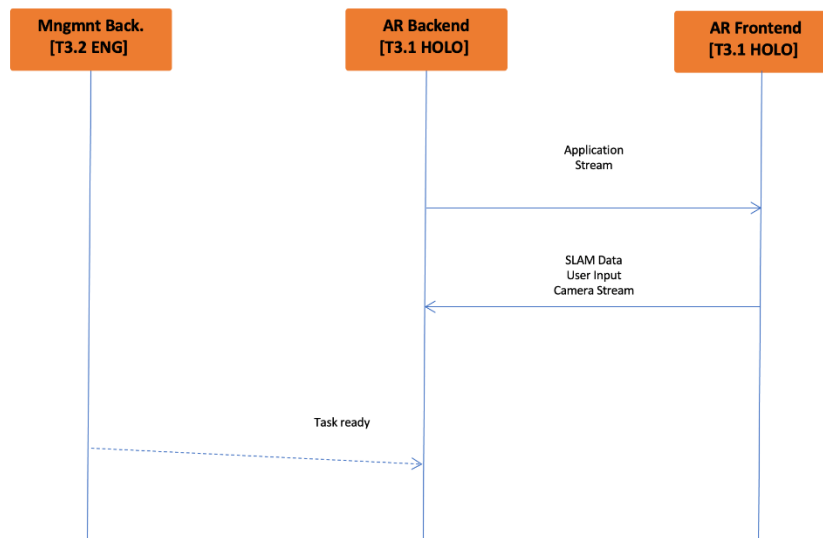 Mngmnt Back.
[T3.2 ENG]
AR Backend
[T3.1 HOLO]
AR Frontend
[T3.1 HOLO]
Application
Stream
SLAM Data
User Input
Camera Stream
Task ready